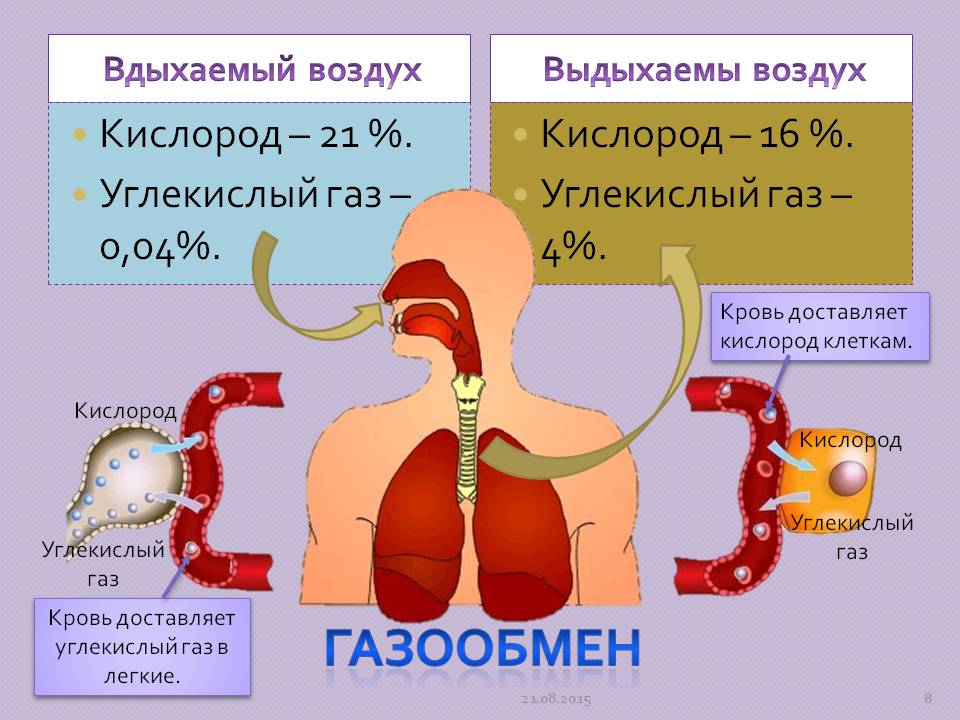 Вдыхаемый воздух
• Кислород – 21 %.
• Углекислый газ –
0,04%.
Выдыхаемы воздух
• Кислород – 16 %.
• Углекислый газ –
4%.
Кровь доставляет
кислород клеткам.
Кислород
Углекислый
газ
Кровь доставляет
углекислый газ в
легкие.
Кислород
Углекислый
газ
ГАЗООБМЕН
21.08.2015
8